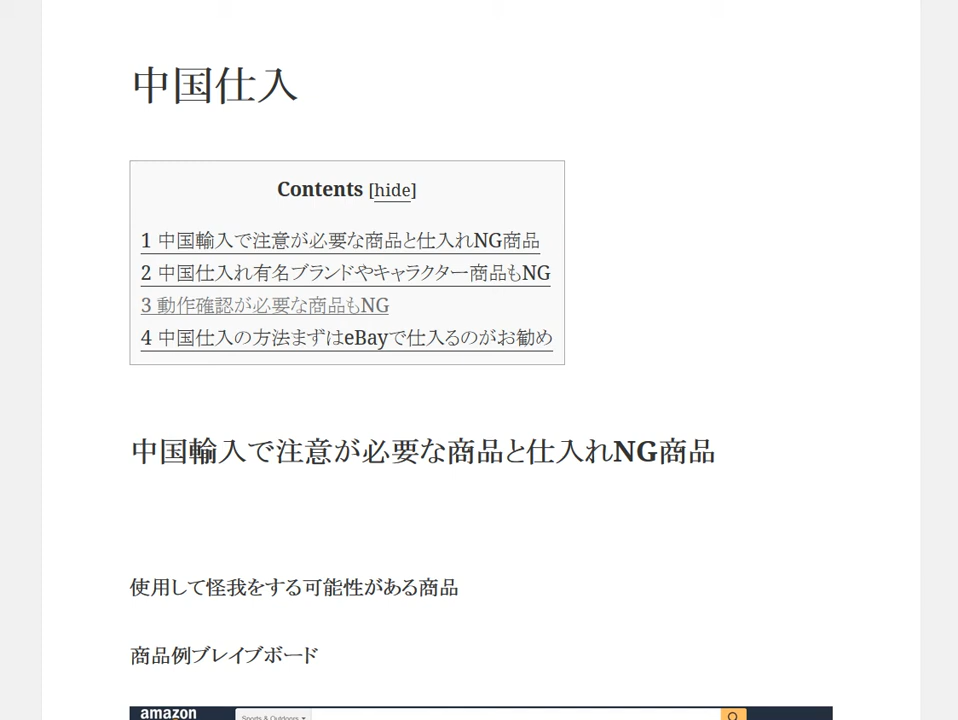 中国仕入
Contents [hide]
1 中国輸入で注意が必要な商品と仕入れNG商品
2 中国仕入れ有名ブランドやキャラクター商品もNG
3 動作確認が必要な商品もNG
4 中国仕入の方法まずはeBayで仕入るのがお勧め
中国輸入で注意が必要な商品と仕入れNG商品
使用して怪我をする可能性がある商品
商品例ブレイブボード
amazon
Sports & Outdoors